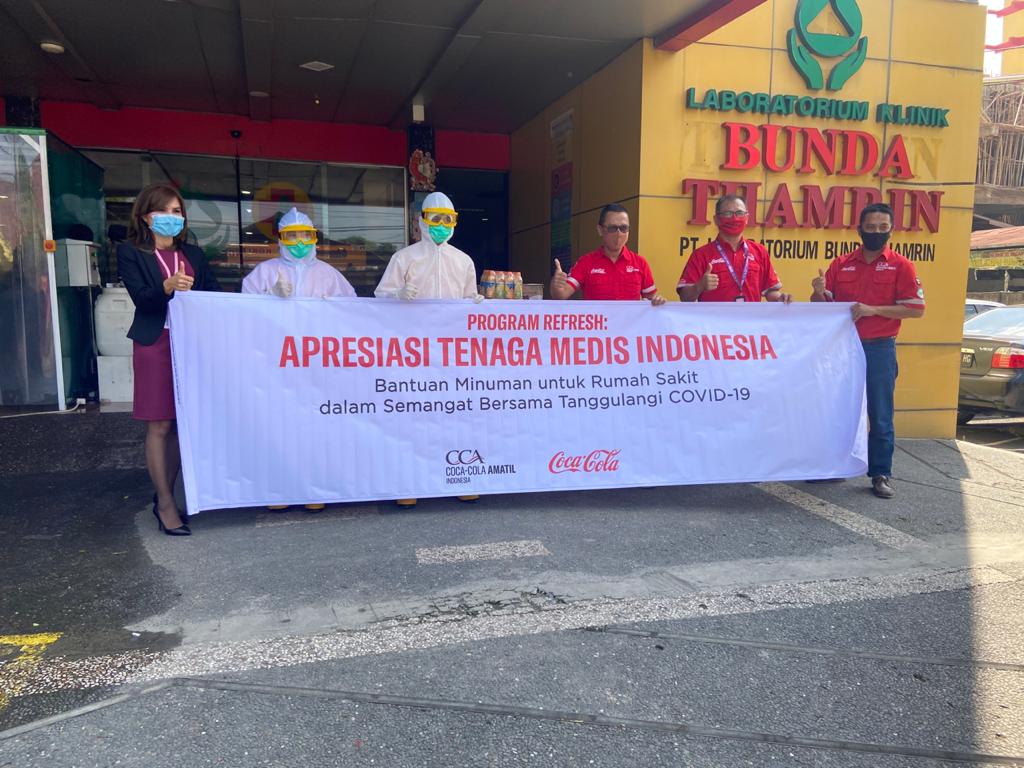 LABORATORIUM KLINIK
BUNDA
THAMRIN
PT. LABORATORIUM BUNDA THAMRIN
PROGRAM REFRESH:
APRESIASI TENAGA MEDIS INDONESIA
Bantuan Minuman untuk Rumah Sakit
dalam Semangat Bersama Tanggulangi COVID-19
CCA
COCA-COLA AMATIL
INDONESIA
Coca-Cola